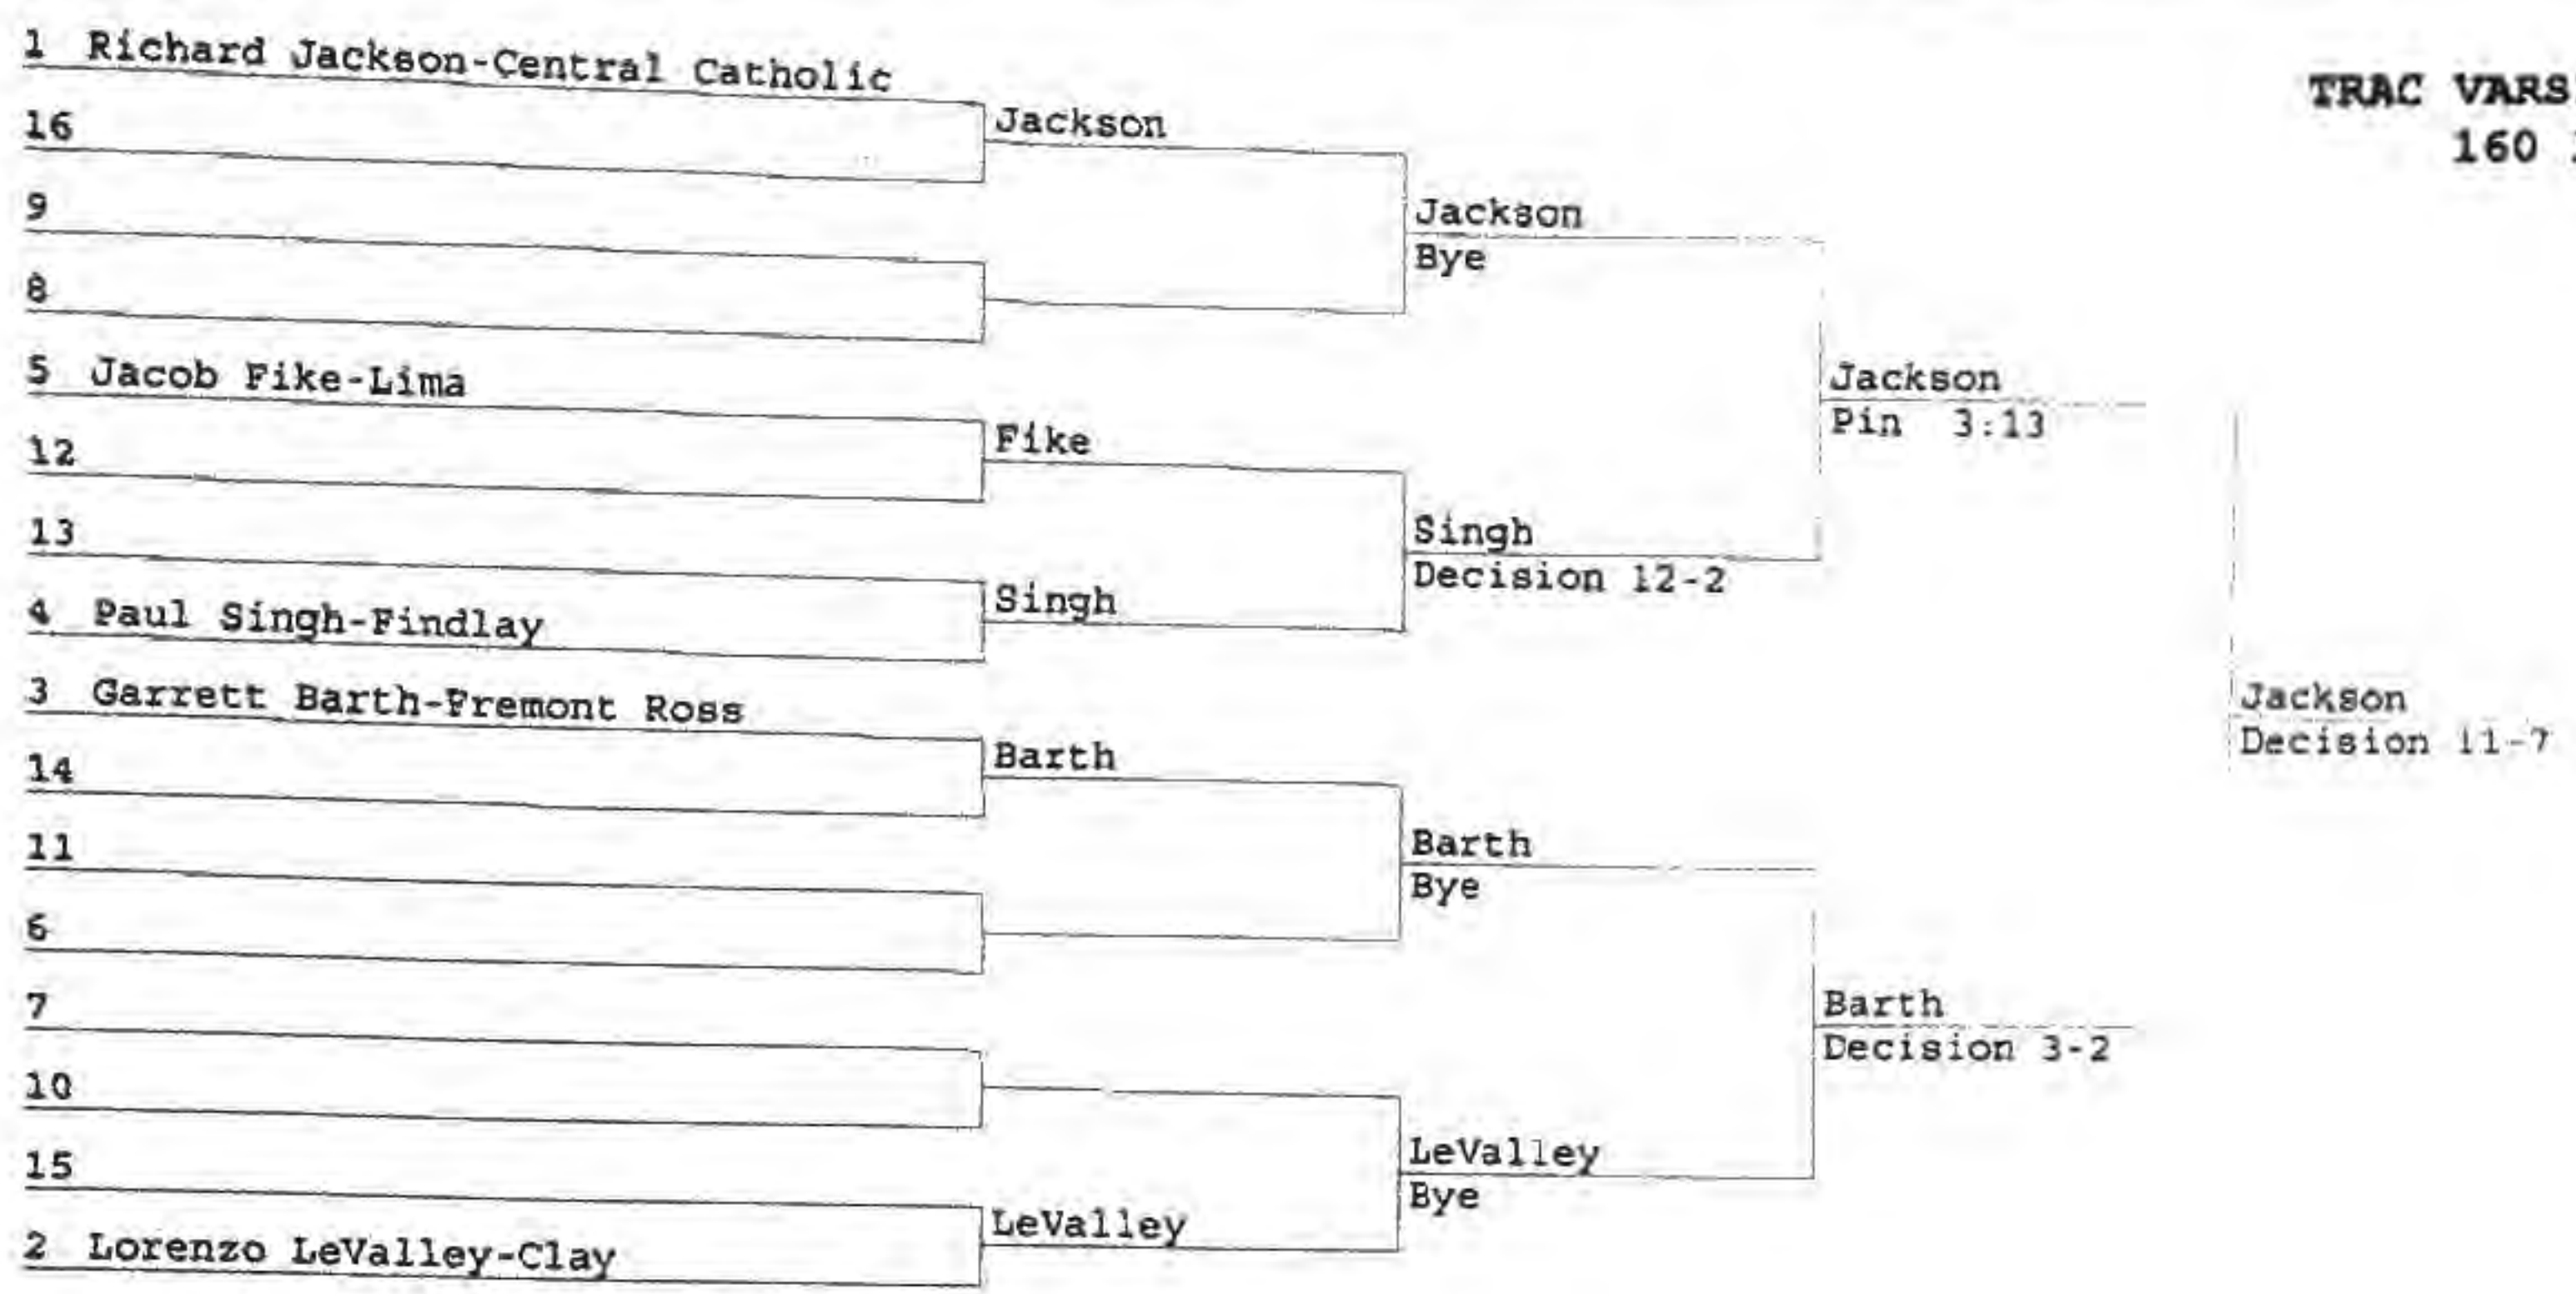 1 Richard Jackson-Central Catholic
16
9
8
5 Jacob Fike-Lima
12
13
4 Paul Singh-Findlay
3 Garrett Barth-Fremont Ross
14
11
6
7
10
15
2 Lorenzo LeValley-Clay
Jackson
Fike
Singh
Barth
LeValley
Jackson
Bye
Singh
Decision 12-2
Barth
Bye
LeValley
Bye
Jackson
Pin 3:13
Barth
Decision 3-2
Jackson
Decision 11-7
TRAC VARS
160